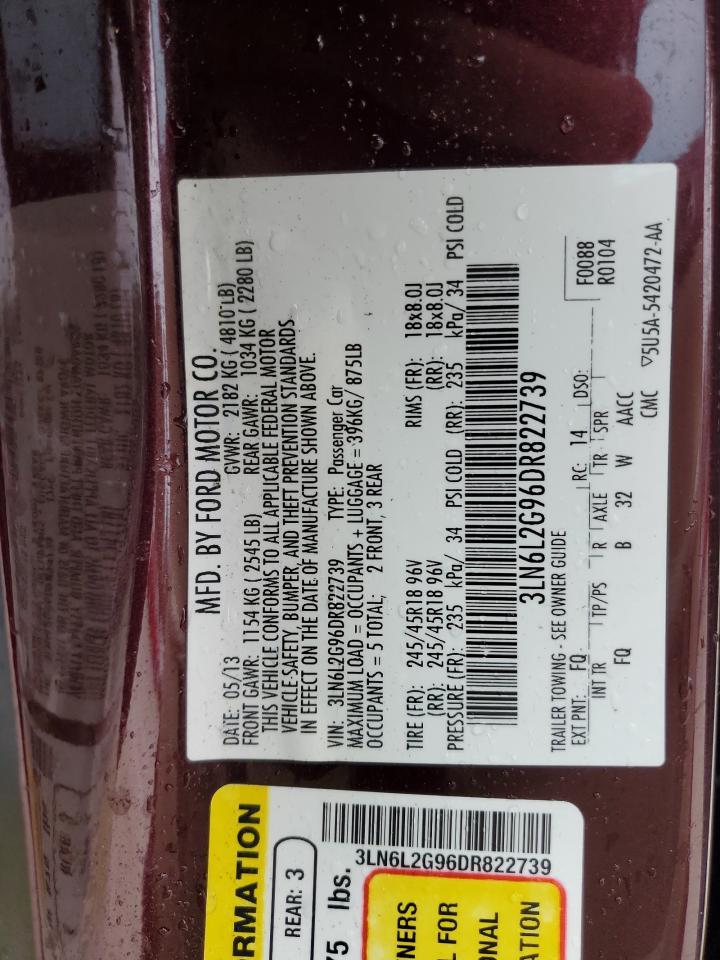 MFD. BY FORD MOTOR CO.
DATE: 05/13 GVWR: 2182 KG ( 4810 LB)
FRONT GAWR: 1154 KG ( 2545 LB) REAR GAWR: 1034 KG ( 2280 LB)
THIS VEHICLE CONFORMS TO ALL APPLICABLE FEDERAL MOTOR
VEHICLE-SAFETY, BUMPER, AND THEFT PREVENTION STANDARDS
IN EFFECT ON THE DATE OF MANUFACTURE SHOWN ABOVE.
VIN: 3LN6L2G96DR822739 TYPE: Passenger Car
MAXIMUM LOAD = OCCUPANTS + LUGGAGE = 396KG/ 875LB
OCCUPANTS = 5 TOTAL; 2 FRONT, 3 REAR
TIRE (FR): 245/45R18 96V RIMS (FR): 18x8.0J
(RR): 245/45R18 96V (RR): 18x8.0J
PRESSURE (FR): 235 kPa/ 34 PSI COLD (RR): 235 kPa/ 34 PSI COLD
3LN6L2G96DR822739
TRAILER TOWING - SEE OWNER GUIDE
EXT PNT: FQ RC: 14 DSO: F0088
INT TR TP/PS R AXLE TR SPR R0104
FQ B 32 W AACC
CMC ▽5U5A-5420472-AA
RMATION
REAR: 3
75 lbs.
3LN6L2G96DR822739
NERS
L FOR
ONAL
ATION